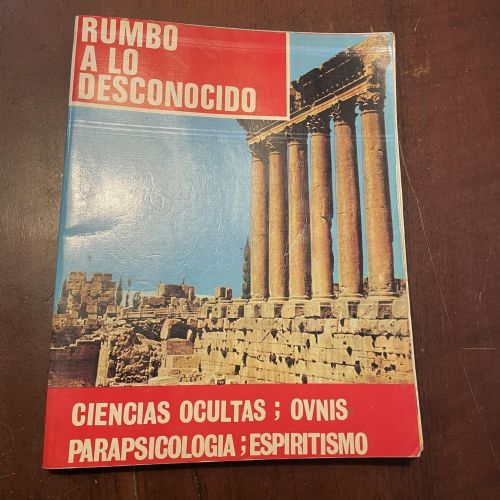 RUMBO
A LO
DESCONOCIDO
CIENCIAS OCULTAS ; OVNIS
PARAPSICOLOGIA ; ESPIRITISMO